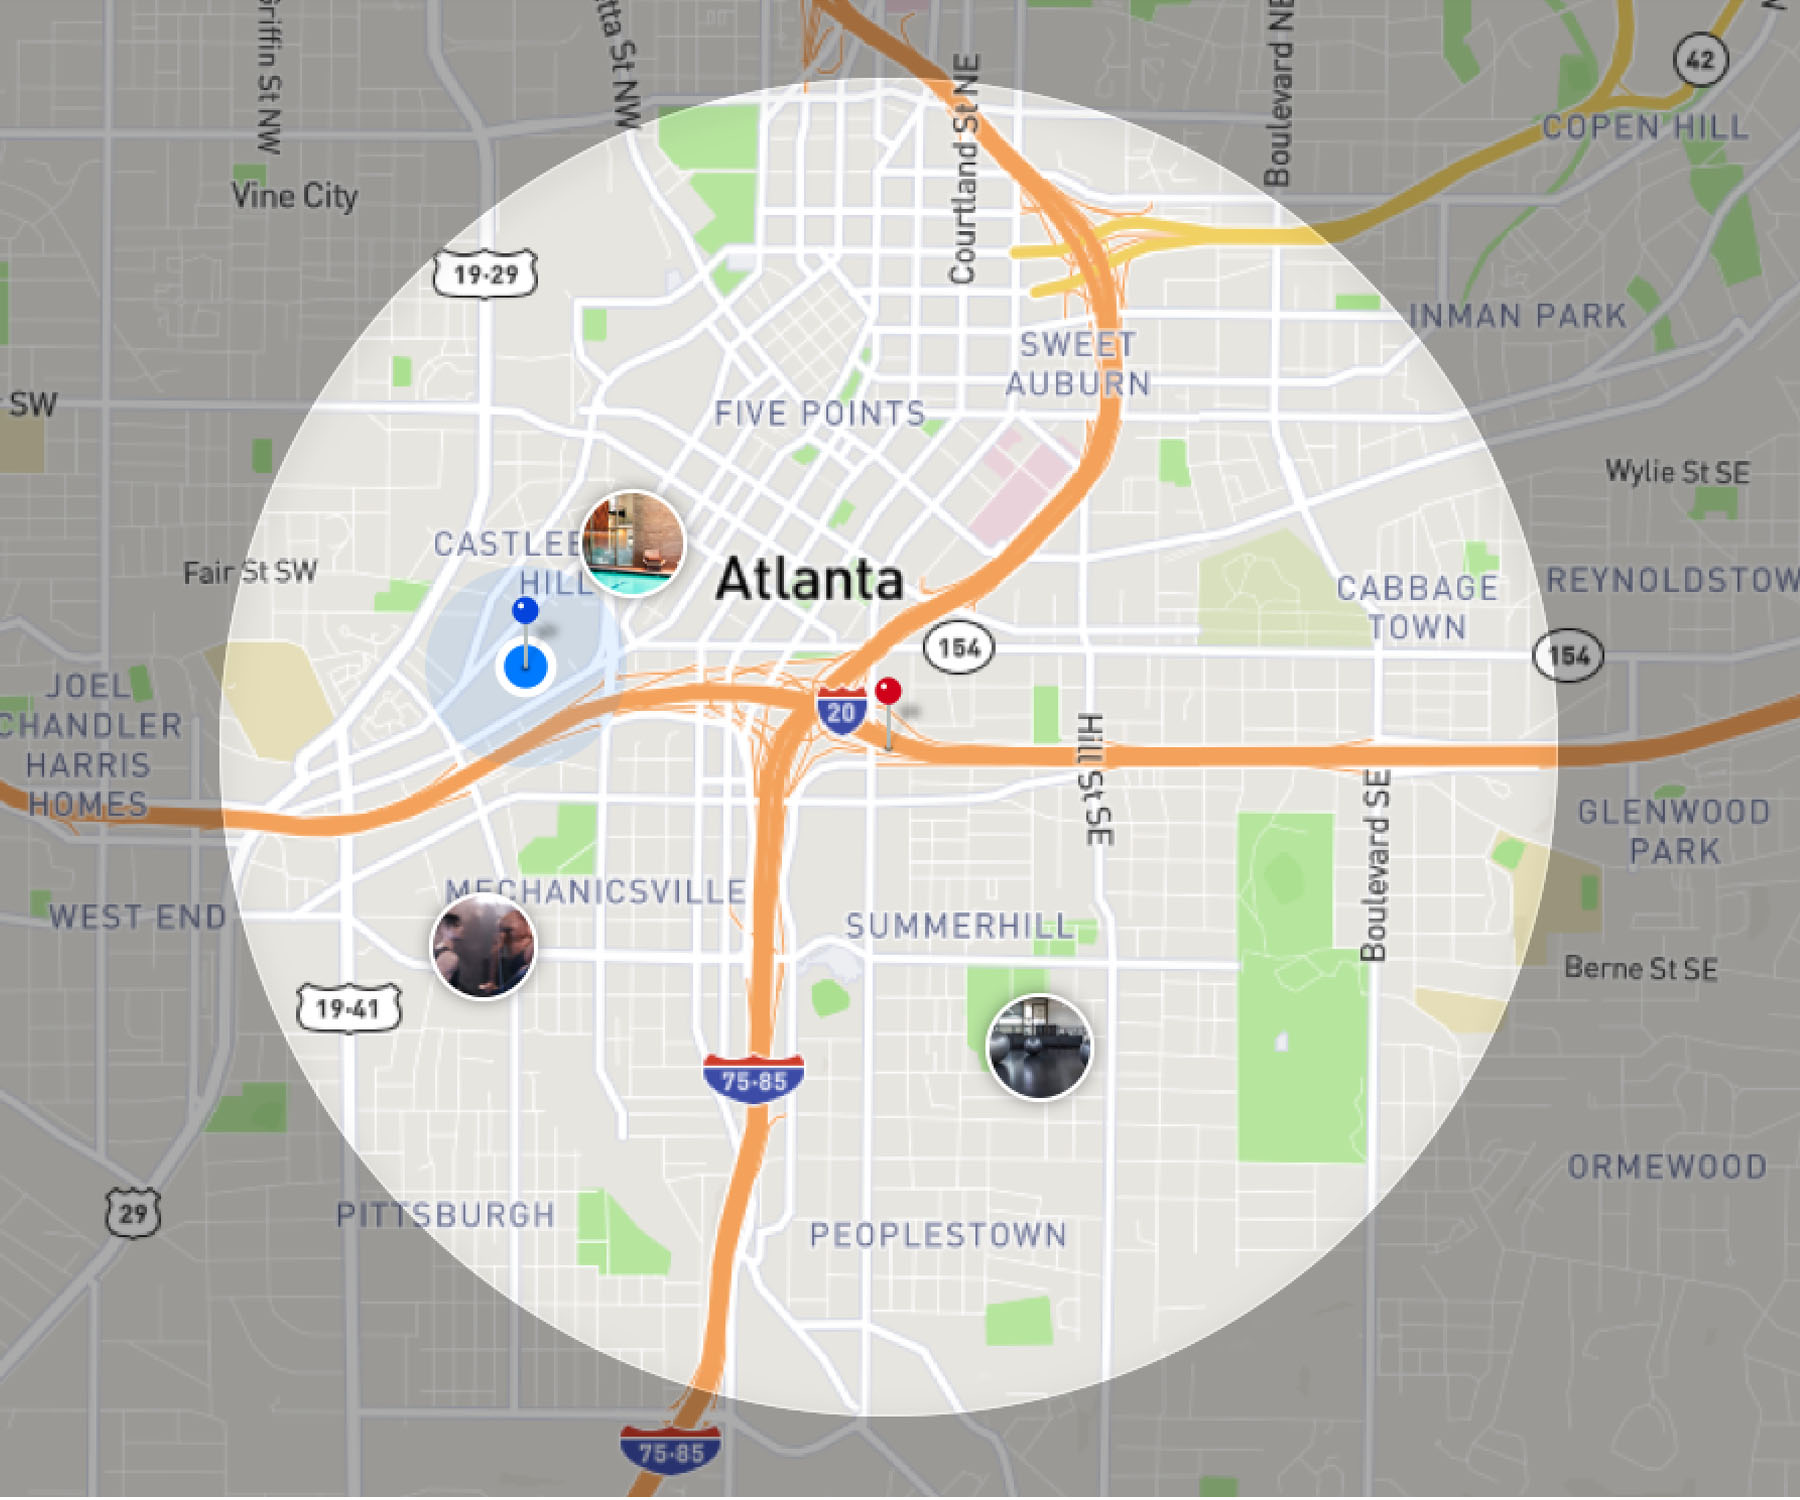 Griffin St NW
tta St NW
Courtland St NE
Boulevard NE
42
COPEN HILL
Vine City
19-29
INMAN PARK
SWEET
AUBURN
SW
FIVE POINTS
Wylie St SE
CASTLEB
HILL
Fair St SW
Atlanta
CABBAGE
TOWN
REYNOLDSTOW
154
154
JOEL
CHANDLER
HARRIS
HOMES
20
Hill St SE
Boulevard SE
GLENWOOD
PARK
MECHANICSVILLE
WEST END
SUMMERHILL
Berne St SE
19-41
75-85
ORMEWOOD
29
PITTSBURGH
PEOPLESTOWN
75-85